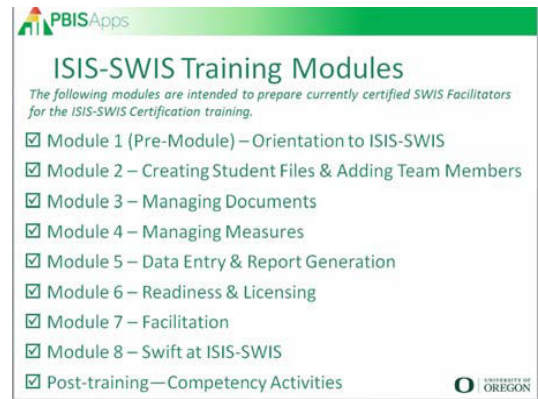 PBISApps
ISIS-SWIS Training Modules
The following modules are intended to prepare currently certified SWIS Facilitators
for the ISIS-SWIS Certification training.
Module 1 (Pre-Module) – Orientation to ISIS-SWIS
Module 2 – Creating Student Files & Adding Team Members
Module 3 – Managing Documents
Module 4 – Managing Measures
Module 5 – Data Entry & Report Generation
Module 6 – Readiness & Licensing
Module 7 – Facilitation
Module 8 – Swift at ISIS-SWIS
Post-training—Competency Activities
O UNIVERSITY OF
OREGON